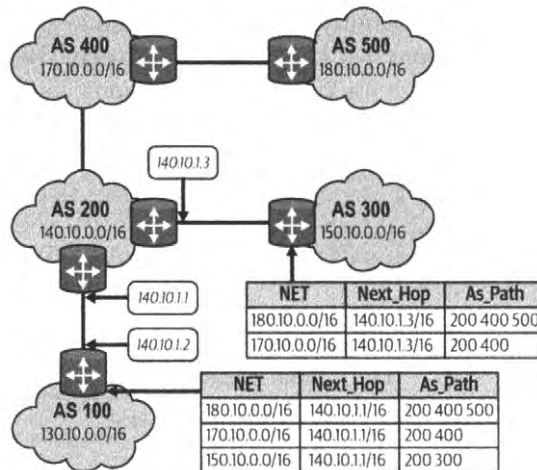 AS 400
170.10.0.0/16
AS 500
180.10.0.0/16
140.10.1.3
AS 200
140.10.0.0/16
AS 300
150.10.0.0/16
140.10.1.1
NET Next_Hop As_Path
180.10.0.0/16 140.10.1.3/16 200 400 500
170.10.0.0/16 140.10.1.3/16 200 400
140.10.1.2
AS 100
130.10.0.0/16
NET Next_Hop As_Path
180.10.0.0/16 140.10.1.1/16 200 400 500
170.10.0.0/16 140.10.1.1/16 200 400
150.10.0.0/16 140.10.1.1/16 200 300